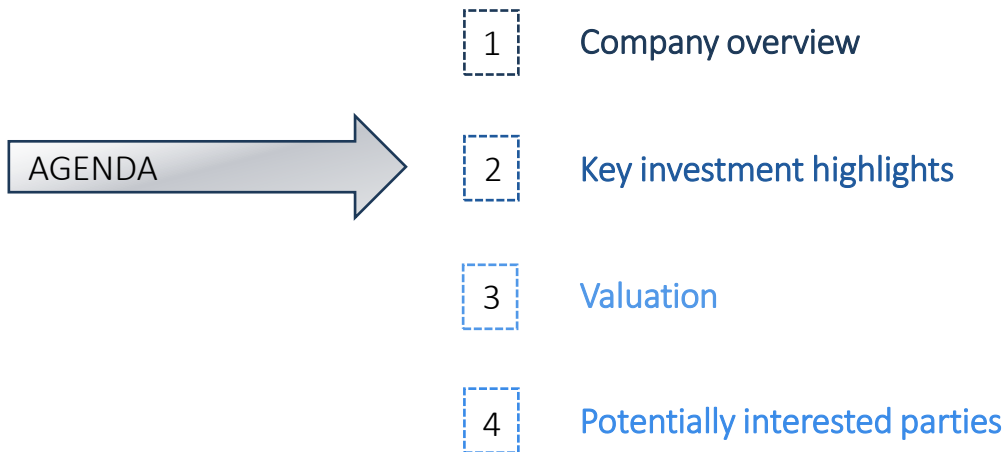 1 Company overview
AGENDA
2 Key investment highlights
3 Valuation
4 Potentially interested parties